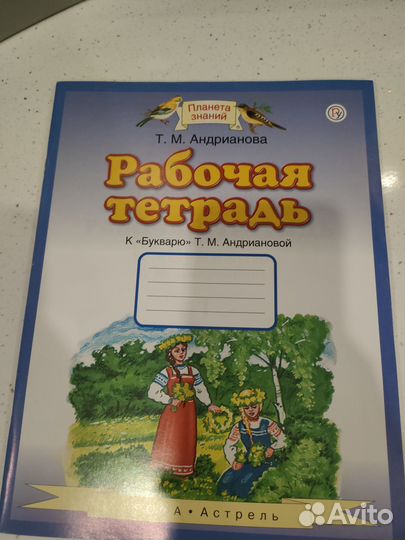 Планета
знаний
Т. М. Андрианова
Рабочая
тетрадь
К «Букварю» Т. М. Андриановой
А • Астрель
Avito